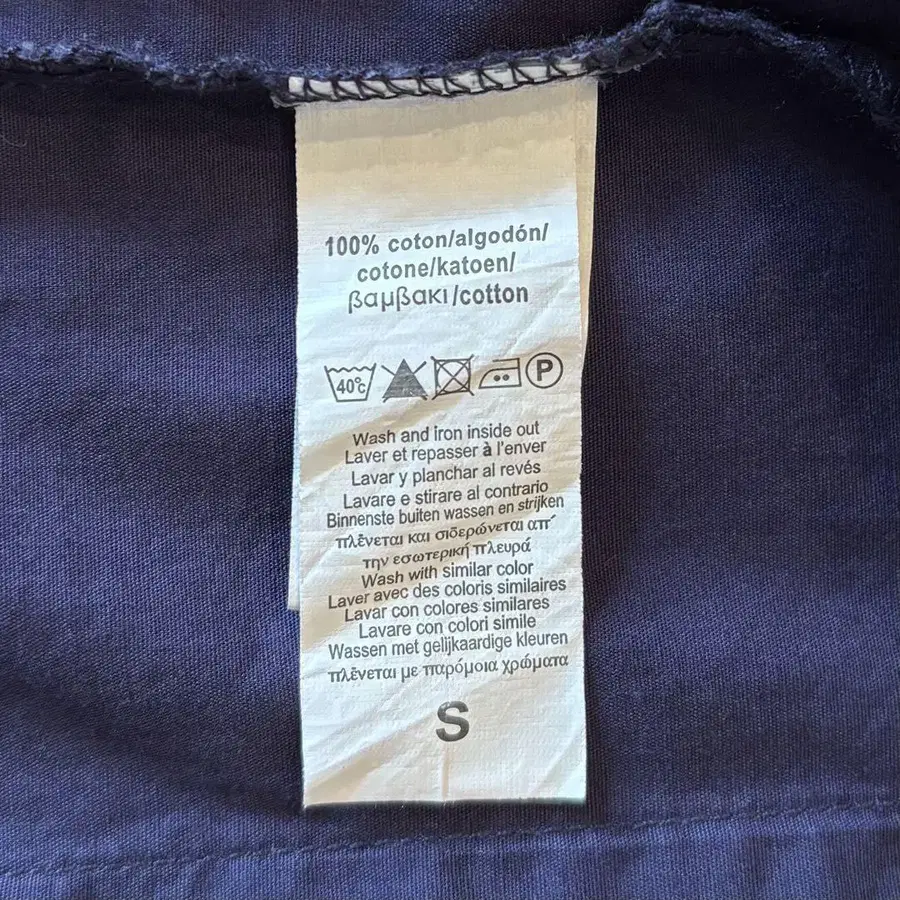 100% coton/algodón/
cotone/katoen/
βαμβακι/cotton
40°C P
Wash and iron inside out
Laver et repasser à l'enver
Lavar y planchar al revés
Lavare e stirare al contrario
Binnenste buiten wassen en strijken
πλένεται και σιδερώνεται απ΄
την εσωτερική πλευρά
Wash with similar color
Laver avec des coloris similaires
Lavar con colores similares
Lavare con colori simile
Wassen met gelijkaardige kleuren
πλένεται με παρόμοια χρώματα
S